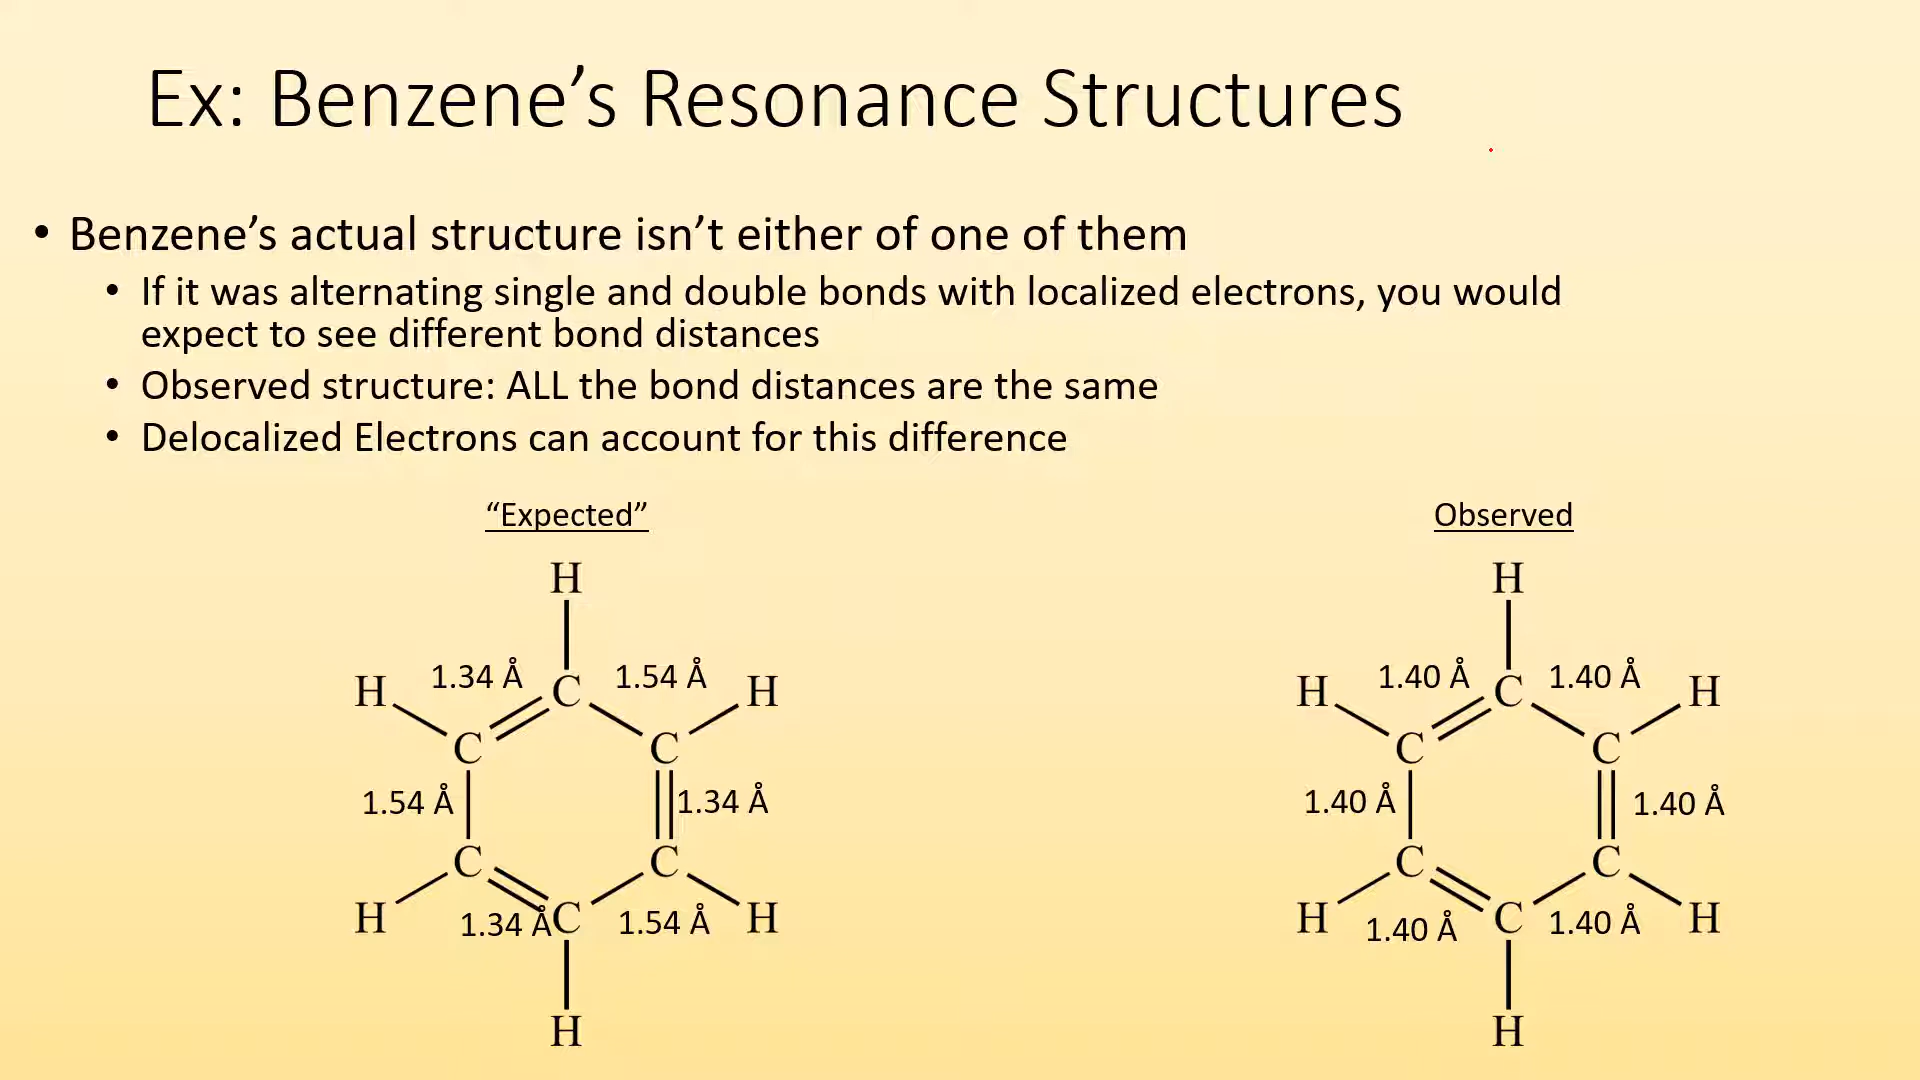 Ex: Benzene’s Resonance Structures
• Benzene’s actual structure isn’t either of one of them
• If it was alternating single and double bonds with localized electrons, you would
expect to see different bond distances
• Observed structure: ALL the bond distances are the same
• Delocalized Electrons can account for this difference
“Expected”
H
H 1.34 Å C 1.54 Å H
C C
1.54 Å 1.34 Å
C C
H 1.34 Å C 1.54 Å H
H
Observed
H
H 1.40 Å C 1.40 Å H
C C
1.40 Å 1.40 Å
C C
H 1.40 Å C 1.40 Å H
H